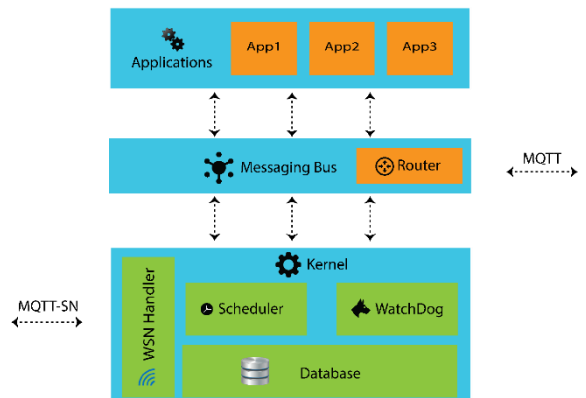 Applications
App1
App2
App3
Messaging Bus
Router
MQTT
Kernel
MQTT-SN
WSN Handler
Scheduler
WatchDog
Database